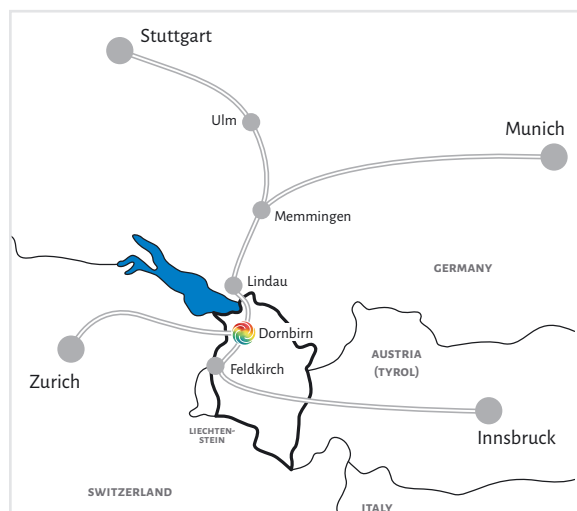 Stuttgart
Ulm
Munich
Memmingen
GERMANY
Lindau
Dornbirn
AUSTRIA
(TYROL)
Zurich
Feldkirch
LIECHTEN-
STEIN
Innsbruck
SWITZERLAND
ITALY